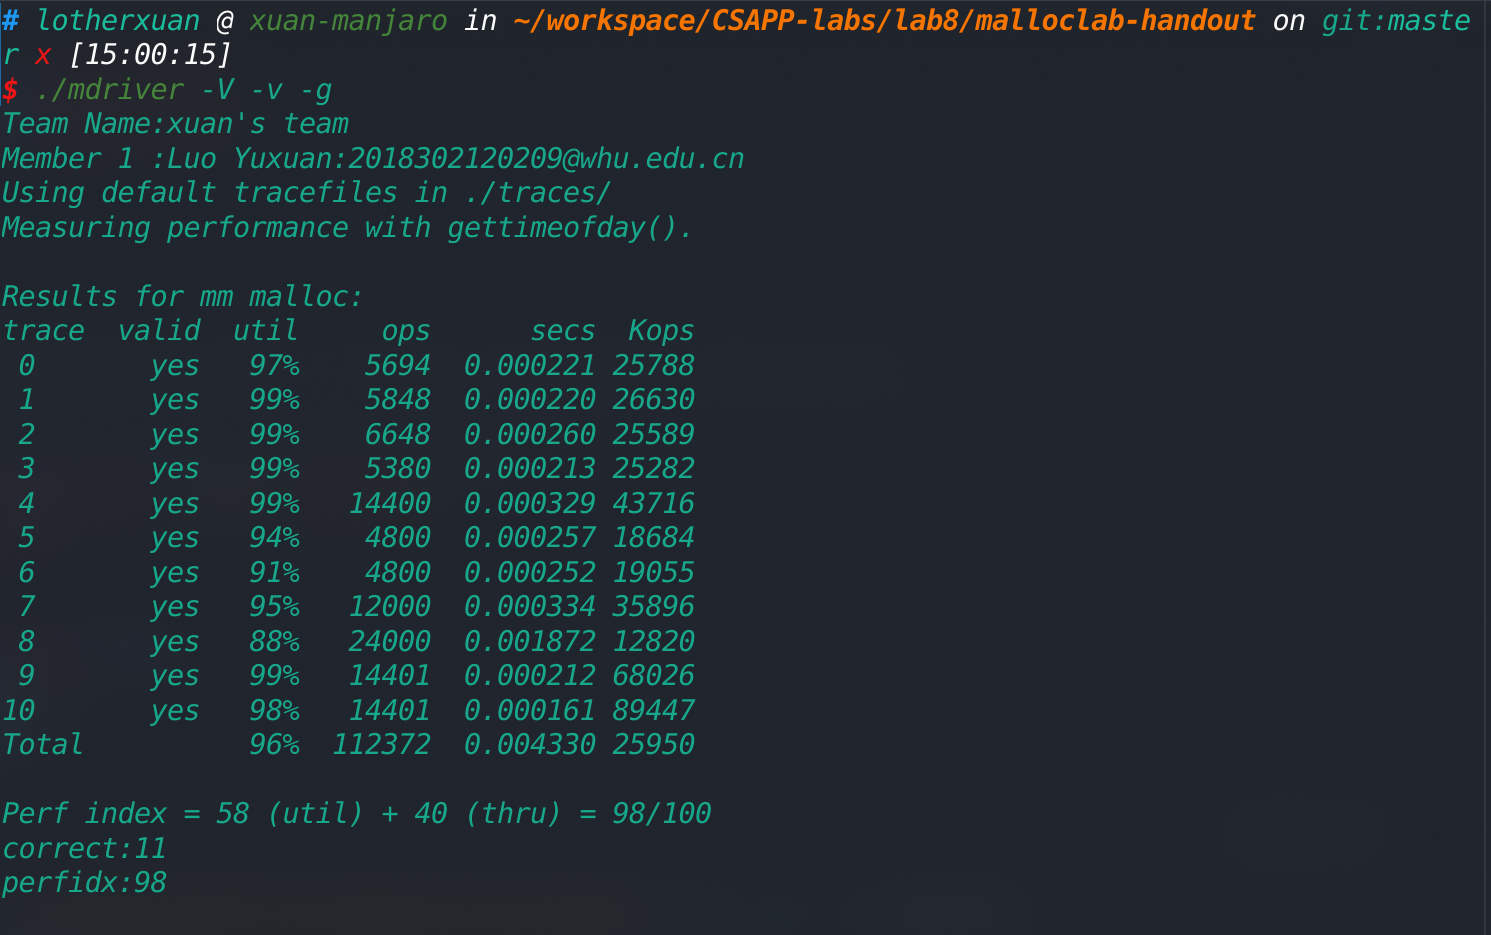 # lotherxuan @ xuan-manjaro in ~/workspace/CSAPP-labs/lab8/malloclab-handout on git:maste
r x [15:00:15]
$ ./mdriver -V -v -g
Team Name:xuan's team
Member 1 :Luo Yuxuan:2018302120209@whu.edu.cn
Using default tracefiles in ./traces/
Measuring performance with gettimeofday().

Results for mm malloc:
trace  valid  util     ops      secs  Kops
 0       yes   97%    5694  0.000221 25788
 1       yes   99%    5848  0.000220 26630
 2       yes   99%    6648  0.000260 25589
 3       yes   99%    5380  0.000213 25282
 4       yes   99%   14400  0.000329 43716
 5       yes   94%    4800  0.000257 18684
 6       yes   91%    4800  0.000252 19055
 7       yes   95%   12000  0.000334 35896
 8       yes   88%   24000  0.001872 12820
 9       yes   99%   14401  0.000212 68026
10       yes   98%   14401  0.000161 89447
Total          96%  112372  0.004330 25950

Perf index = 58 (util) + 40 (thru) = 98/100
correct:11
perfidx:98